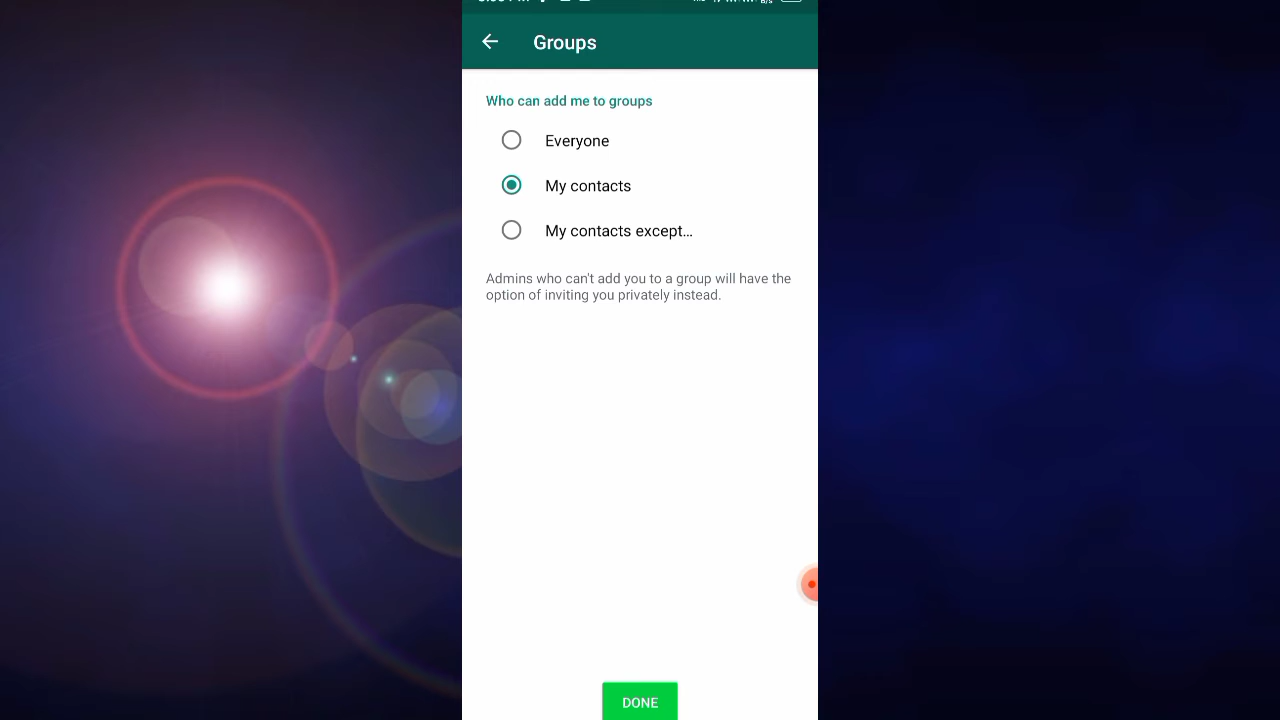 Groups
Who can add me to groups
Everyone
My contacts
My contacts except...
Admins who can't add you to a group will have the
option of inviting you privately instead.
DONE